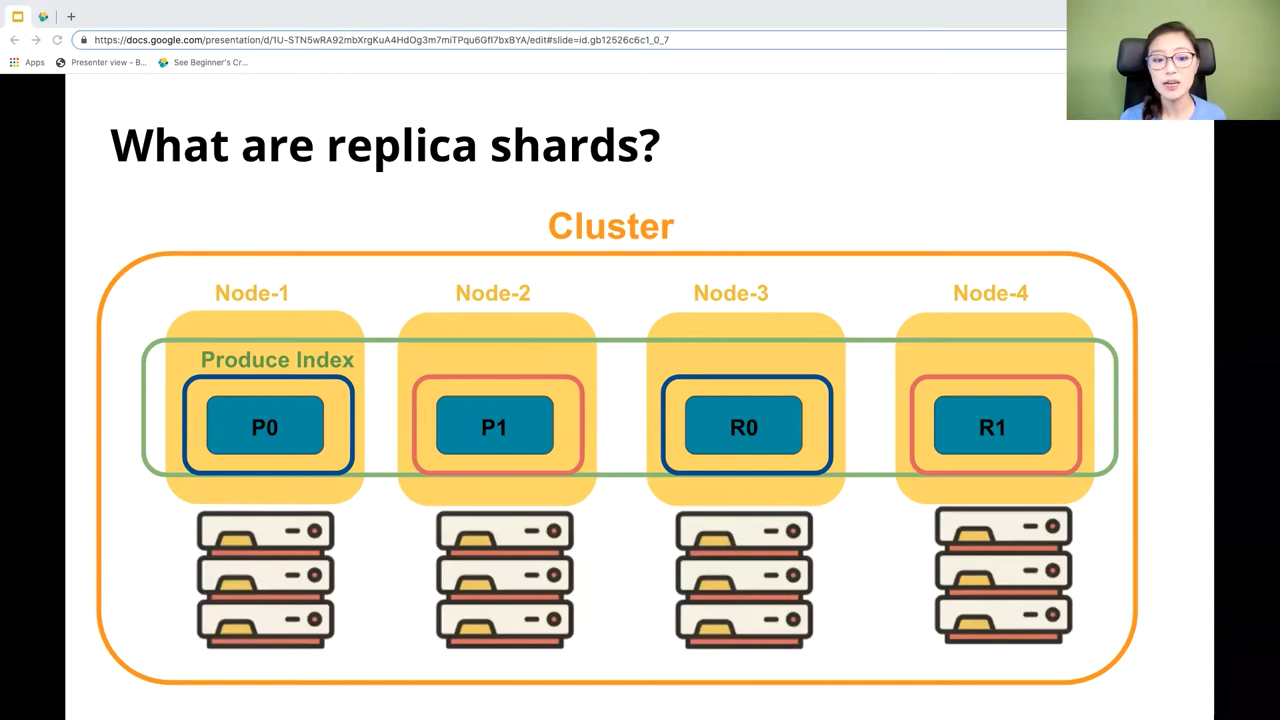 https://docs.google.com/presentation/d/1U-STN5wRA92mbXrgKuA4HdOg3m7miTPqu6GfI7bxBYA/edit#slide=id.gb12526c6c1_0_7
Apps
Presenter view - B...
See Beginner's Cr...
What are replica shards?
Cluster
Node-1
Node-2
Node-3
Node-4
Produce Index
P0
P1
R0
R1